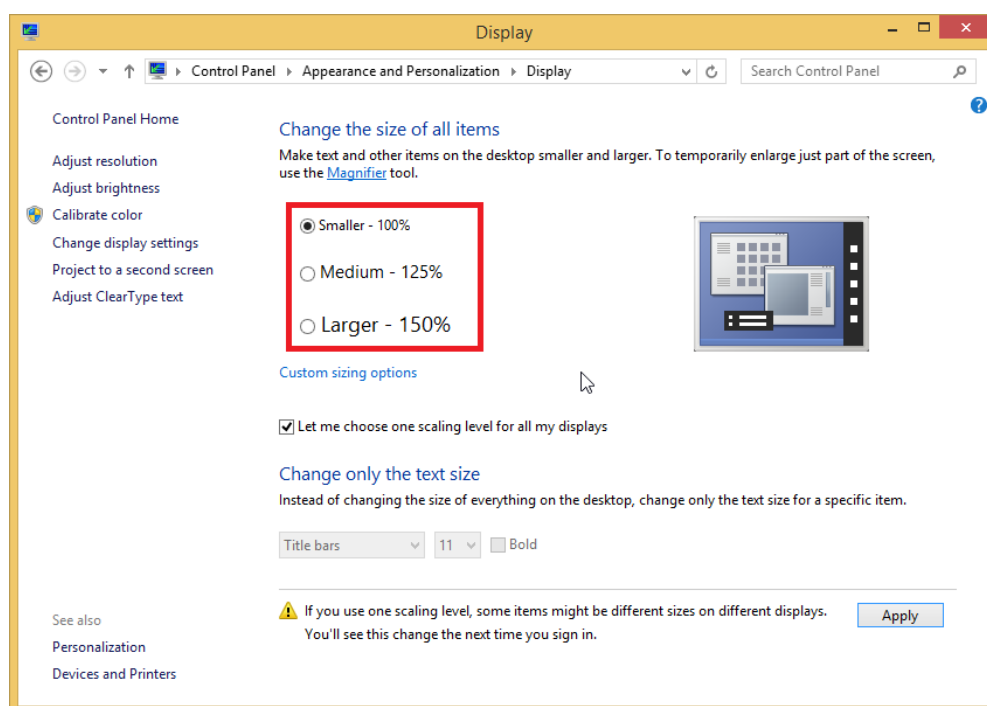 Display
Control Panel Appearance and Personalization Display
Search Control Panel
Control Panel Home
Adjust resolution
Adjust brightness
Calibrate color
Change display settings
Project to a second screen
Adjust ClearType text
Change the size of all items
Make text and other items on the desktop smaller and larger. To temporarily enlarge just part of the screen,
use the Magnifier tool.
Smaller - 100%
Medium - 125%
Larger - 150%
Custom sizing options
Let me choose one scaling level for all my displays
Change only the text size
Instead of changing the size of everything on the desktop, change only the text size for a specific item.
Title bars 11 Bold
If you use one scaling level, some items might be different sizes on different displays.
You'll see this change the next time you sign in.
Apply
See also
Personalization
Devices and Printers